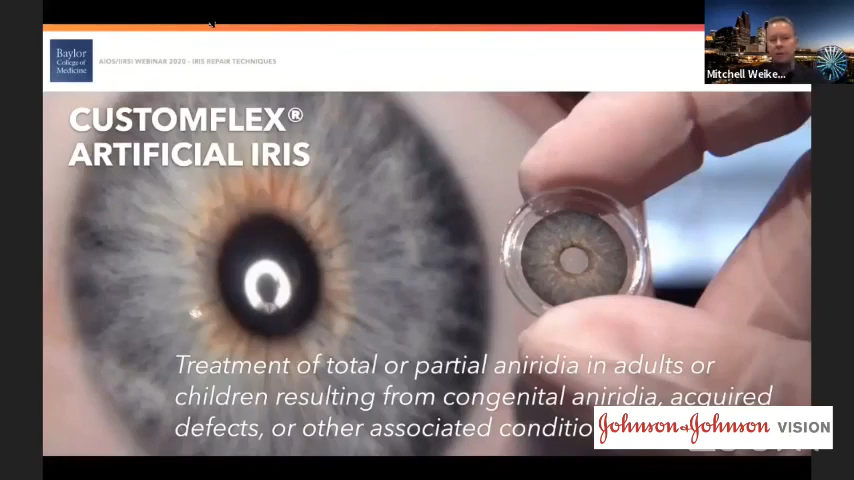 Baylor
College of
Medicine
AIOS/IIRSI WEBINAR 2020 - IRIS REPAIR TECHNIQUES
Mitchell Weike...
CUSTOMFLEX®
ARTIFICIAL IRIS
Treatment of total or partial aniridia in adults or
children resulting from congenital aniridia, acquired
defects, or other associated conditio
Johnson & Johnson VISION